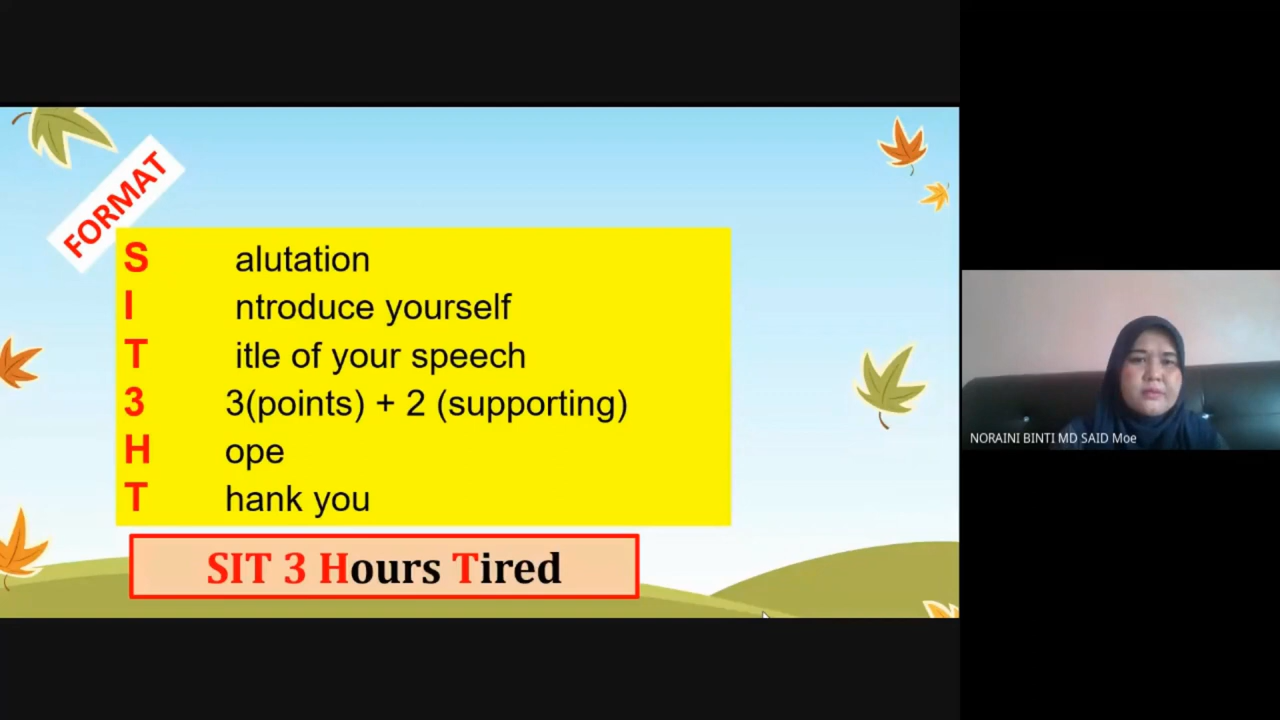 FORMAT
S alutation
I ntroduce yourself
T itle of your speech
3 3(points) + 2 (supporting)
H ope
T hank you
SIT 3 Hours Tired
NORAINI BINTI MD SAID Moe